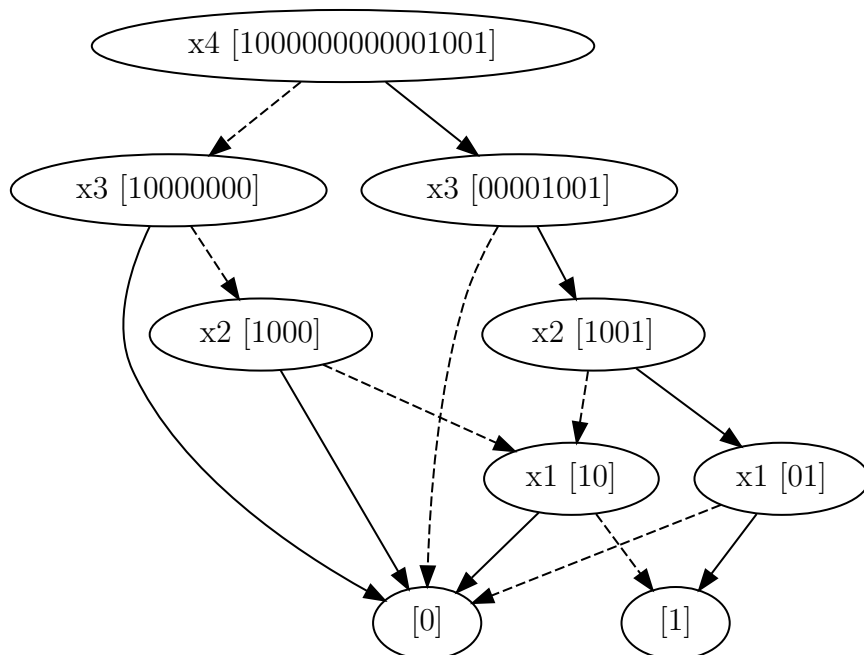 x4 [1000000000001001]
x3 [10000000]
x3 [00001001]
x2 [1000]
x2 [1001]
x1 [10]
x1 [01]
[0]
[1]